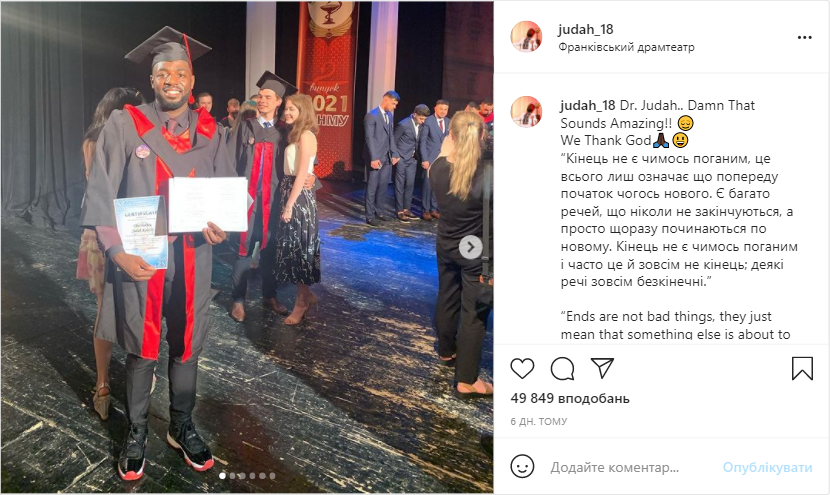 випуск
2021
judah_18
Франківський драмтеатр
judah_18 Dr. Judah.. Damn That
Sounds Amazing!! 😌
We Thank God🙏🏿😃
“Кінець не є чимось поганим, це
всього лиш означає що попереду
початок чогось нового. Є багато
речей, що ніколи не закінчуються, а
просто щоразу починаються по
новому. Кінець не є чимось поганим
і часто це й зовсім не кінець; деякі
речі зовсім безкінечні.”
“Ends are not bad things, they just
mean that something else is about to
49 849 вподобань
6 ДН. ТОМУ
Додайте коментар...
Опублікувати